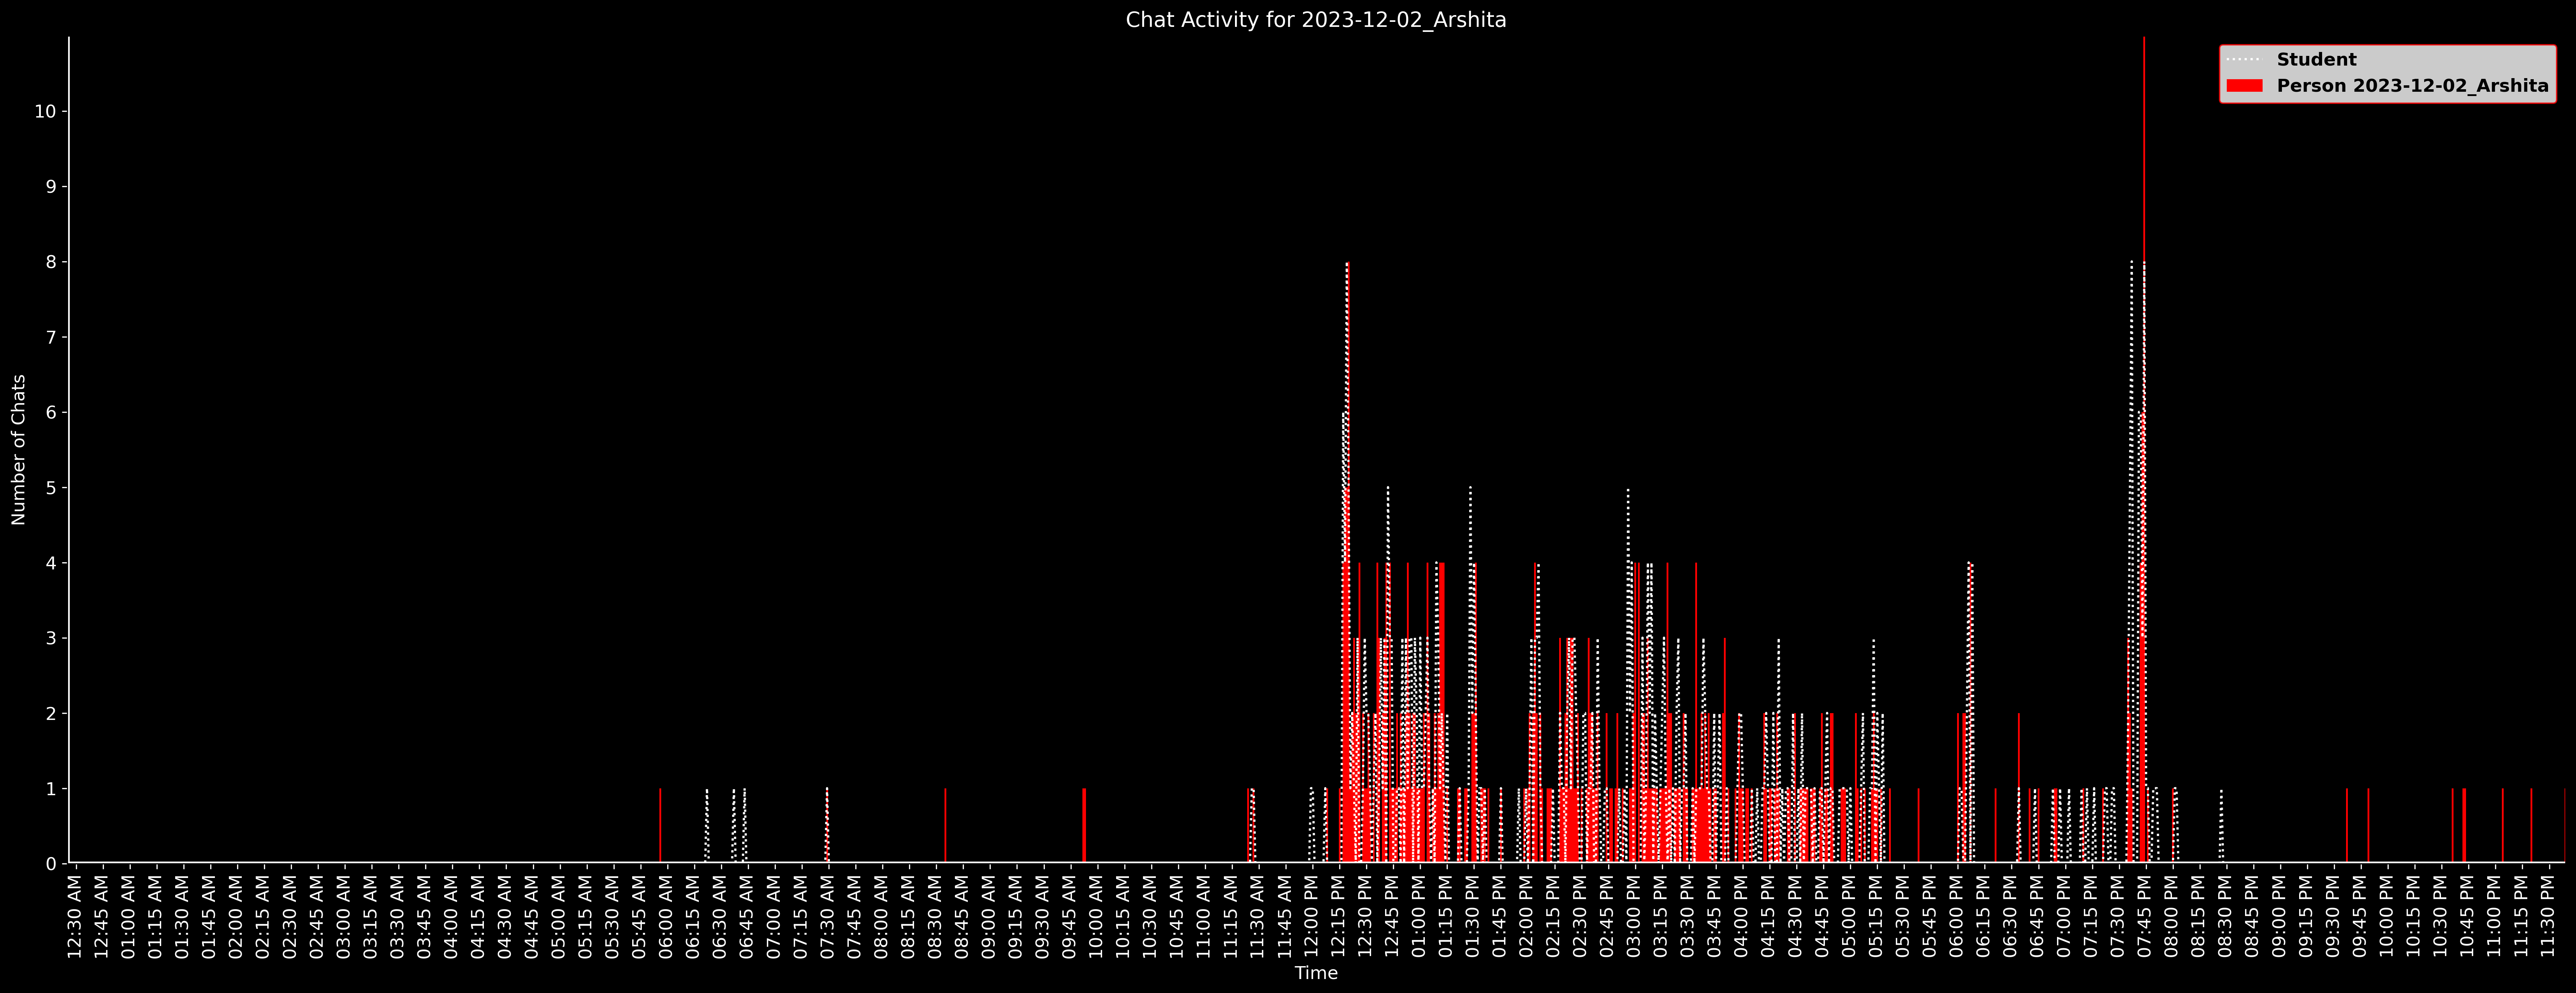 Chat Activity for 2023-12-02_Arshita
Student
Person 2023-12-02_Arshita
Number of Chats
10
9
8
7
6
5
4
3
2
1
0
12:30 AM
12:45 AM
01:00 AM
01:15 AM
01:30 AM
01:45 AM
02:00 AM
02:15 AM
02:30 AM
02:45 AM
03:00 AM
03:15 AM
03:30 AM
03:45 AM
04:00 AM
04:15 AM
04:30 AM
04:45 AM
05:00 AM
05:15 AM
05:30 AM
05:45 AM
06:00 AM
06:15 AM
06:30 AM
06:45 AM
07:00 AM
07:15 AM
07:30 AM
07:45 AM
08:00 AM
08:15 AM
08:30 AM
08:45 AM
09:00 AM
09:15 AM
09:30 AM
09:45 AM
10:00 AM
10:15 AM
10:30 AM
10:45 AM
11:00 AM
11:15 AM
11:30 AM
11:45 AM
12:00 PM
12:15 PM
12:30 PM
12:45 PM
01:00 PM
01:15 PM
01:30 PM
01:45 PM
02:00 PM
02:15 PM
02:30 PM
02:45 PM
03:00 PM
03:15 PM
03:30 PM
03:45 PM
04:00 PM
04:15 PM
04:30 PM
04:45 PM
05:00 PM
05:15 PM
05:30 PM
05:45 PM
06:00 PM
06:15 PM
06:30 PM
06:45 PM
07:00 PM
07:15 PM
07:30 PM
07:45 PM
08:00 PM
08:15 PM
08:30 PM
08:45 PM
09:00 PM
09:15 PM
09:30 PM
09:45 PM
10:00 PM
10:15 PM
10:30 PM
10:45 PM
11:00 PM
11:15 PM
11:30 PM
Time